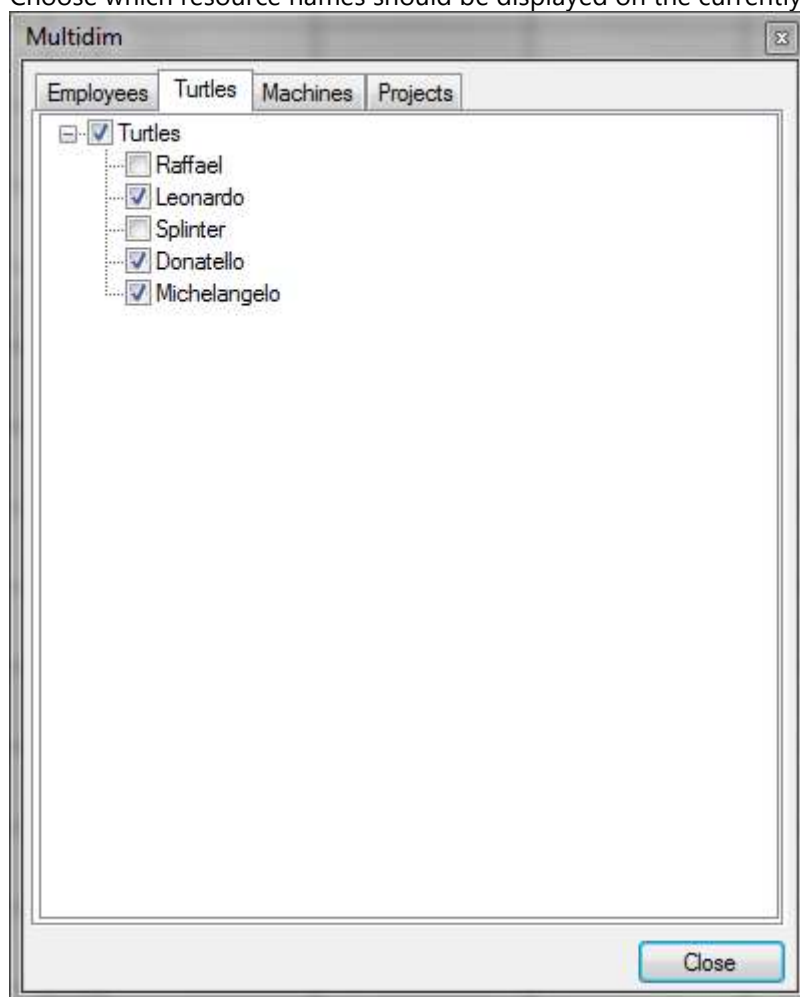 Choose which resource names should be displayed on the currently
Multidim
Employees Turtles Machines Projects
Turtles
Raffael
Leonardo
Splinter
Donatello
Michelangelo
Close